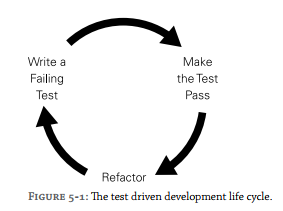 Write a
Failing
Test
Make
the Test
Pass
Refactor
FIGURE 5-1: The test driven development life cycle.